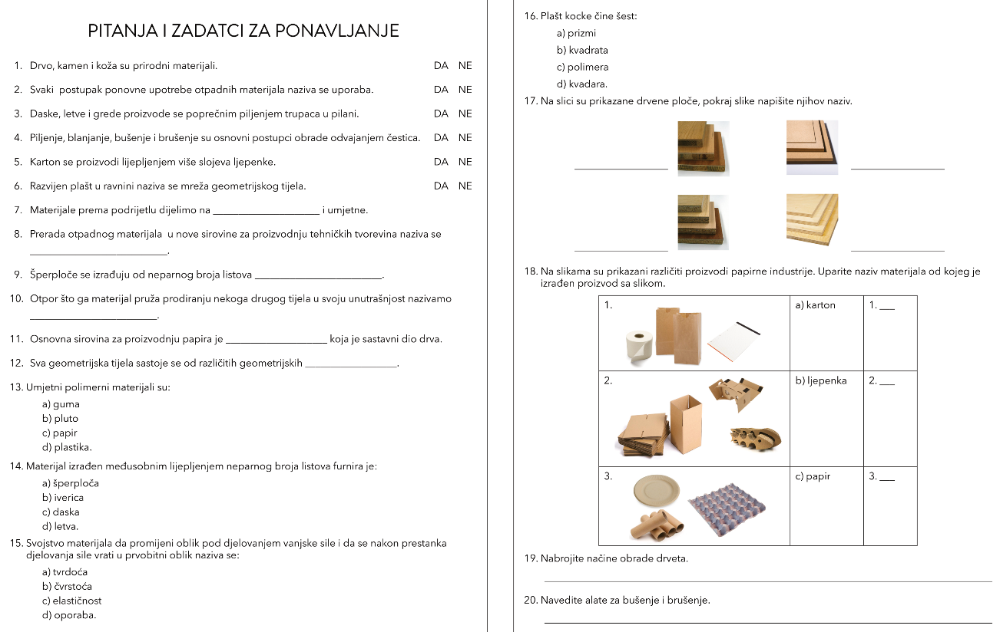 PITANJA I ZADATCI ZA PONAVLJANJE
1. Drvo, kamen i koža su prirodni materijali. DA NE
2. Svaki postupak ponovne upotrebe otpadnih materijala naziva se uporaba. DA NE
3. Daske, letve i grede proizvode se poprečnim piljenjem trupaca u pilani. DA NE
4. Piljenje, blanjanje, bušenje i brušenje su osnovni postupci obrade odvajanjem čestica. DA NE
5. Karton se proizvodi lijepljenjem više slojeva ljepenke. DA NE
6. Razvijen plašt u ravnini naziva se mreža geometrijskog tijela. DA NE
7. Materijale prema podrijetlu dijelimo na ____________________ i umjetne.
8. Prerada otpadnog materijala u nove sirovine za proizvodnju tehničkih tvorevina naziva se
__________________________.
9. Šperploče se izrađuju od neparnog broja listova ________________________.
10. Otpor što ga materijal pruža prodiranju nekoga drugog tijela u svoju unutrašnjost nazivamo
________________________.
11. Osnovna sirovina za proizvodnju papira je ___________________ koja je sastavni dio drva.
12. Sva geometrijska tijela sastoje se od različitih geometrijskih _________________.
13. Umjetni polimerni materijali su:
a) guma
b) pluto
c) papir
d) plastika.
14. Materijal izrađen međusobnim lijepljenjem neparnog broja listova furnira je:
a) šperploča
b) iverica
c) daska
d) letva.
15. Svojstvo materijala da promijeni oblik pod djelovanjem vanjske sile i da se nakon prestanka
djelovanja sile vrati u prvobitni oblik naziva se:
a) tvrdoća
b) čvrstoća
c) elastičnost
d) oporaba.
16. Plašt kocke čine šest:
a) prizmi
b) kvadrata
c) polimera
d) kvadara.
17. Na slici su prikazane drvene ploče, pokraj slike napišite njihov naziv.
18. Na slikama su prikazani različiti proizvodi papirne industrije. Uparite naziv materijala od kojeg je
izrađen proizvod sa slikom.
1. a) karton 1. ___
2. b) ljepenka 2. ___
3. c) papir 3. ___
19. Nabrojite načine obrade drveta.
20. Navedite alate za bušenje i brušenje.